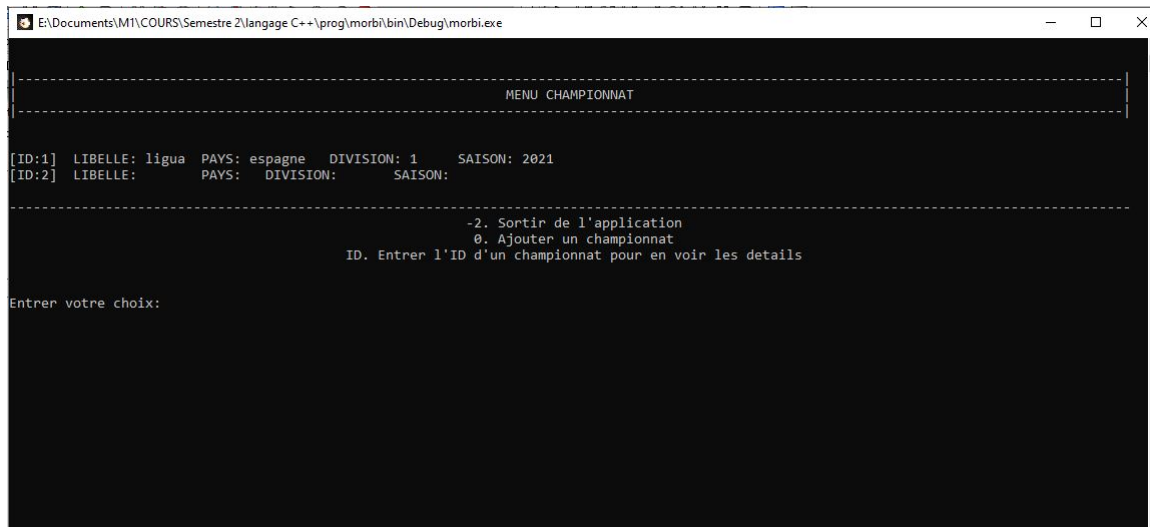 E:\Documents\M1\COURS\Semestre 2\langage C++\prog\morbi\bin\Debug\morbi.exe
|-----------------------------------------------------------------------------------------------------------------------------------------|
| MENU CHAMPIONNAT |
|-----------------------------------------------------------------------------------------------------------------------------------------|
[ID:1] LIBELLE: ligua PAYS: espagne DIVISION: 1 SAISON: 2021
[ID:2] LIBELLE: PAYS: DIVISION: SAISON:
-------------------------------------------------------------------------------------------------------------------------------------------
-2. Sortir de l'application
0. Ajouter un championnat
ID. Entrer l'ID d'un championnat pour en voir les details
Entrer votre choix: